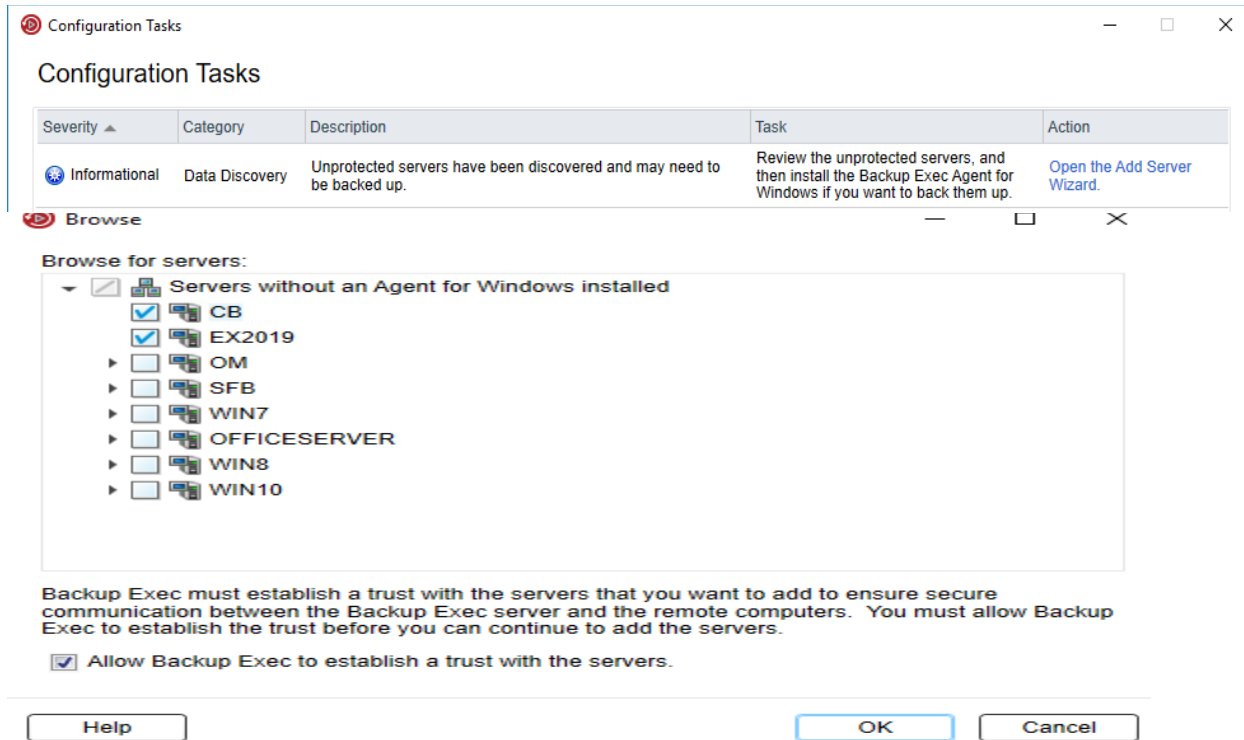 Configuration Tasks
Configuration Tasks
Severity Category Description Task Action
Informational Data Discovery Unprotected servers have been discovered and may need to
be backed up.
Review the unprotected servers, and
then install the Backup Exec Agent for
Windows if you want to back them up.
Open the Add Server
Wizard.
Browse
Browse for servers:
Servers without an Agent for Windows installed
CB
EX2019
OM
SFB
WIN7
OFFICESERVER
WIN8
WIN10
Backup Exec must establish a trust with the servers that you want to add to ensure secure
communication between the Backup Exec server and the remote computers. You must allow Backup
Exec to establish the trust before you can continue to add the servers.
Allow Backup Exec to establish a trust with the servers.
Help OK Cancel